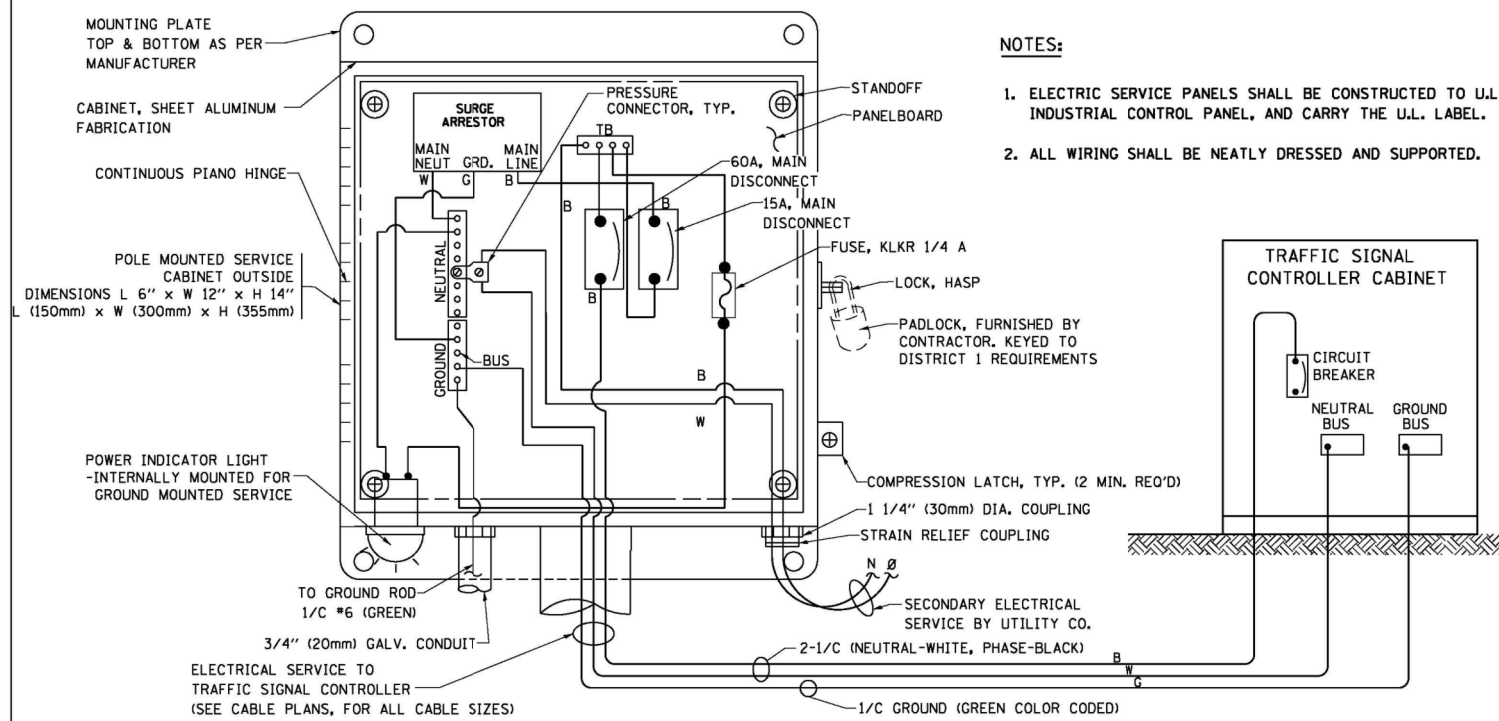 MOUNTING PLATE
TOP & BOTTOM AS PER
MANUFACTURER
CABINET, SHEET ALUMINUM
FABRICATION
CONTINUOUS PIANO HINGE
POLE MOUNTED SERVICE
CABINET OUTSIDE
DIMENSIONS L 6" x W 12" x H 14"
L (150mm) x W (300mm) x H (355mm)
POWER INDICATOR LIGHT
-INTERNALLY MOUNTED FOR
GROUND MOUNTED SERVICE
SURGE
ARRESTOR
MAIN
NEUT
GRD.
MAIN
LINE
W
G
B
PRESSURE
CONNECTOR, TYP.
TB
60A, MAIN
DISCONNECT
15A, MAIN
DISCONNECT
B
B
B
NEUTRAL
GROUND
BUS
B
W
STANDOFF
PANELBOARD
FUSE, KLKR 1/4 A
LOCK, HASP
PADLOCK, FURNISHED BY
CONTRACTOR. KEYED TO
DISTRICT 1 REQUIREMENTS
COMPRESSION LATCH, TYP. (2 MIN. REQ'D)
1 1/4" (30mm) DIA. COUPLING
STRAIN RELIEF COUPLING
N Ø
SECONDARY ELECTRICAL
SERVICE BY UTILITY CO.
TO GROUND ROD
1/C #6 (GREEN)
3/4" (20mm) GALV. CONDUIT
ELECTRICAL SERVICE TO
TRAFFIC SIGNAL CONTROLLER
(SEE CABLE PLANS, FOR ALL CABLE SIZES)
2-1/C (NEUTRAL-WHITE, PHASE-BLACK)
B
W
G
1/C GROUND (GREEN COLOR CODED)
NOTES:
1. ELECTRIC SERVICE PANELS SHALL BE CONSTRUCTED TO U.L
INDUSTRIAL CONTROL PANEL, AND CARRY THE U.L. LABEL.
2. ALL WIRING SHALL BE NEATLY DRESSED AND SUPPORTED.
TRAFFIC SIGNAL
CONTROLLER CABINET
CIRCUIT
BREAKER
NEUTRAL
BUS
GROUND
BUS